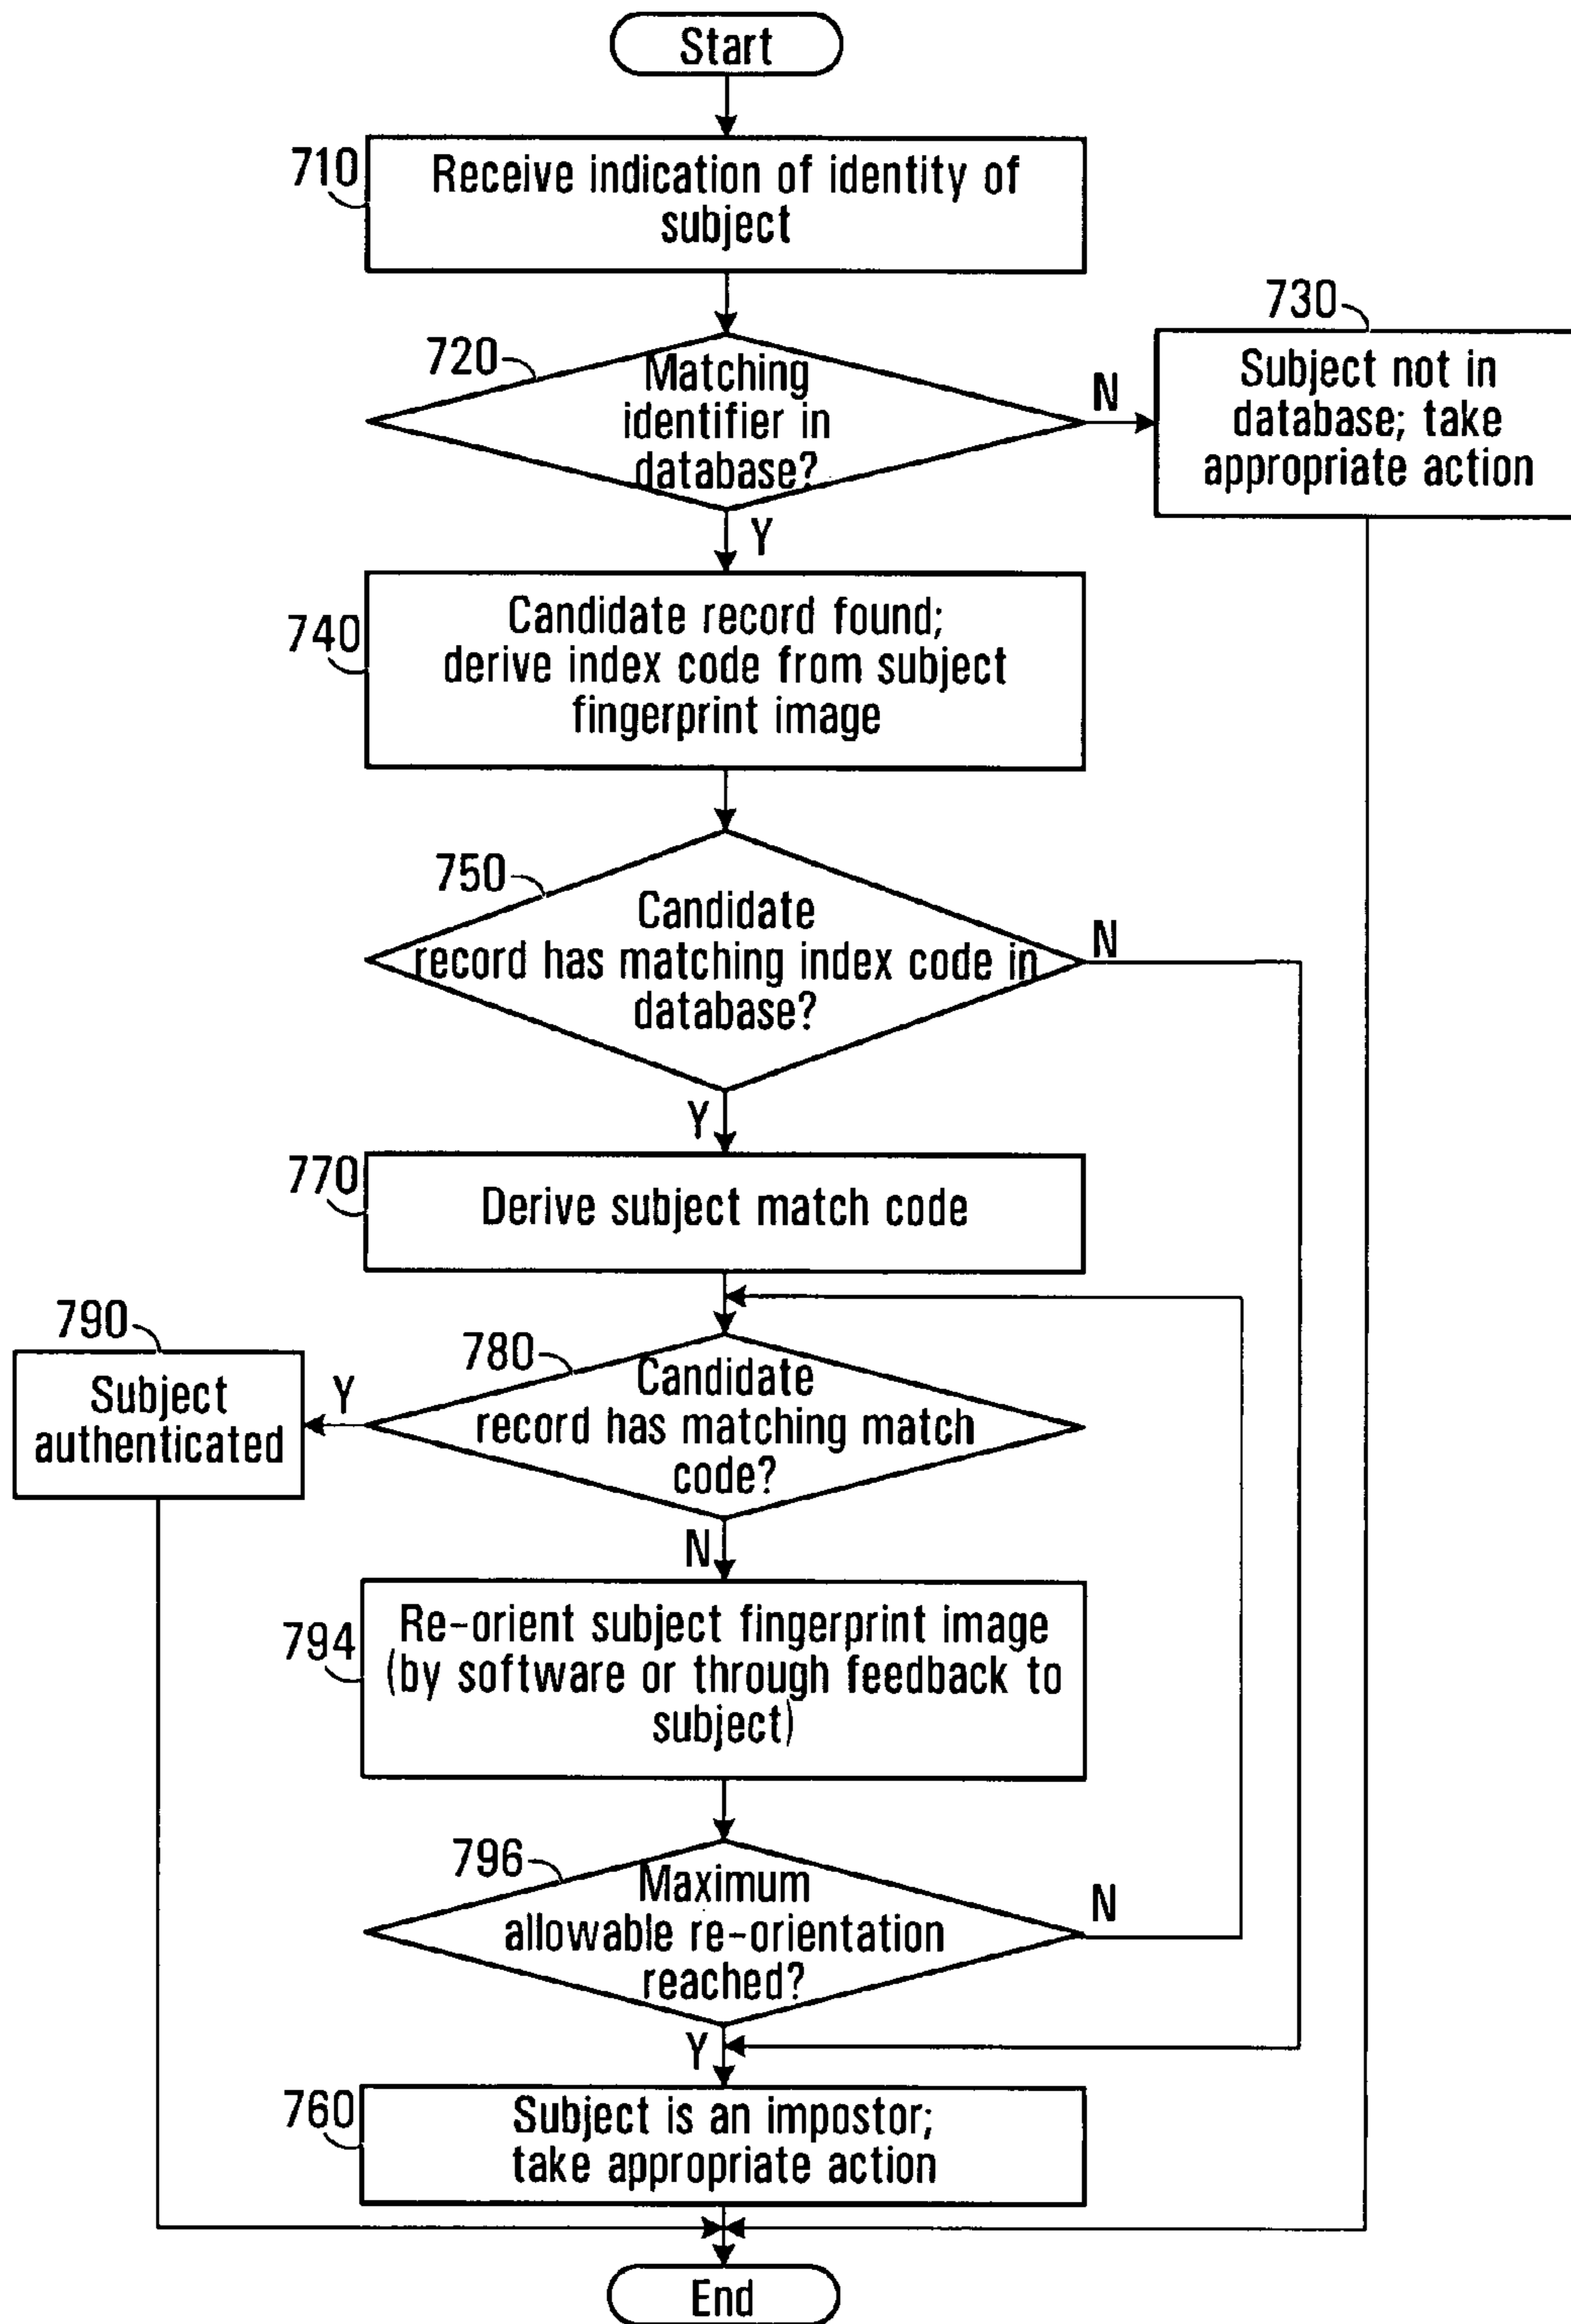 Start
710
Receive indication of identity of
subject
720
Matching
identifier in
database?
N
730
Subject not in
database; take
appropriate action
Y
740
Candidate record found;
derive index code from subject
fingerprint image
750
Candidate
record has matching index code in
database?
N
Y
770
Derive subject match code
790
Subject
authenticated
Y
780
Candidate
record has matching match
code?
N
794
Re-orient subject fingerprint image
(by software or through feedback to
subject)
796
Maximum
allowable re-orientation
reached?
N
Y
760
Subject is an impostor;
take appropriate action
End